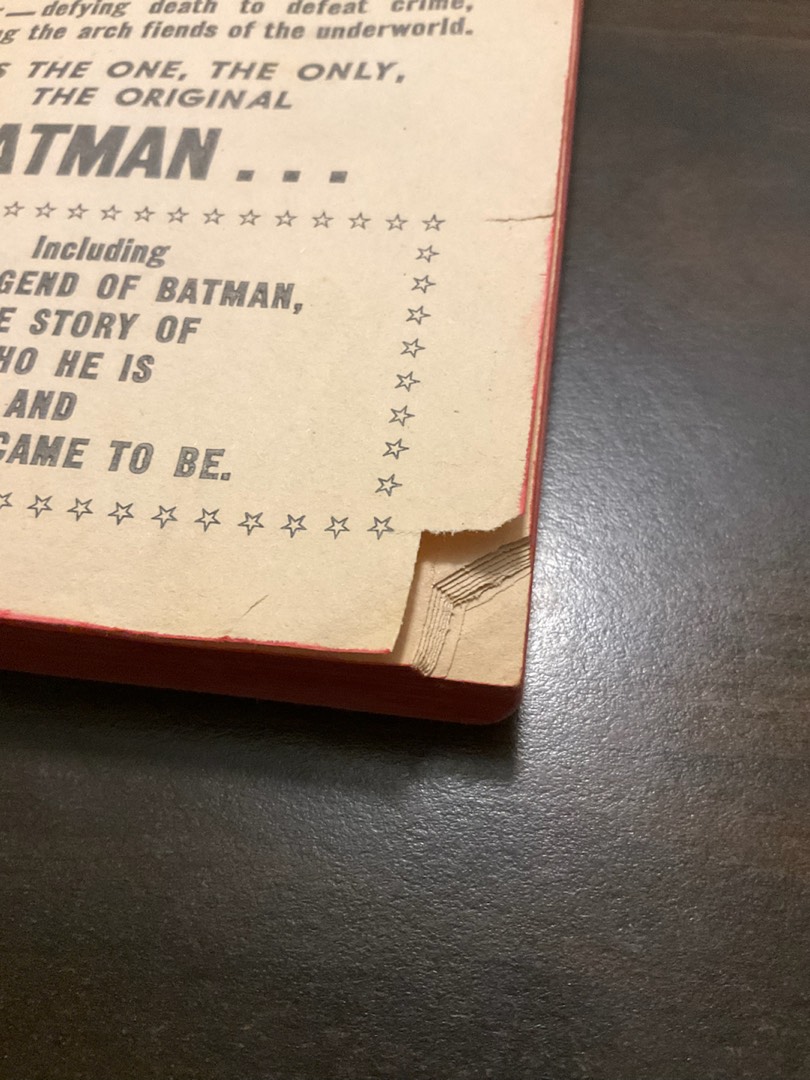 —defying death to defeat crime,
the arch fiends of the underworld.
THE ONE, THE ONLY,
THE ORIGINAL
ATMAN . . .
Including
GEND OF BATMAN,
STORY OF
HO HE IS
AND
CAME TO BE.